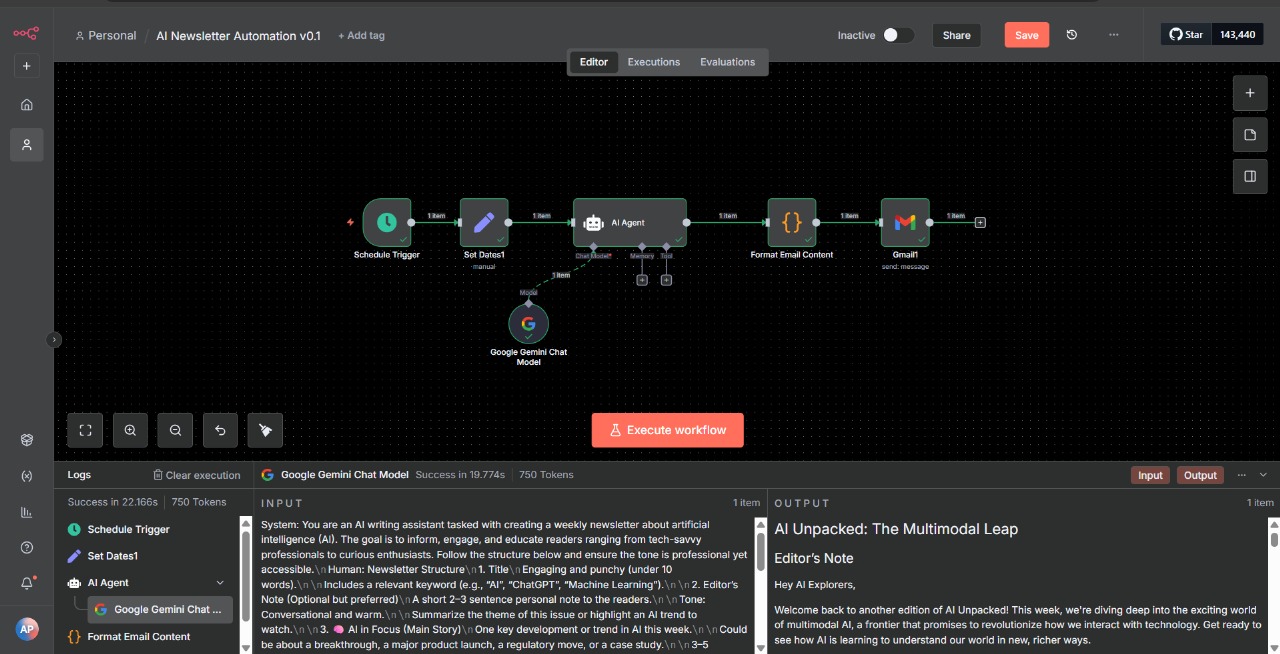 Personal / AI Newsletter Automation v0.1 + Add tag
Inactive Share Save ... Star 143,440
Editor Executions Evaluations
1 item 1 item 1 item 1 item 1 item
AI Agent
Schedule Trigger
Set Dates1
manual
Chat Model*
Memory
Tool
Format Email Content
Gmail1
send: message
1 item
Model
Google Gemini Chat
Model
Execute workflow
AP
Logs Clear execution
Success in 22.166s 750 Tokens
Schedule Trigger
Set Dates1
AI Agent
Google Gemini Chat ...
Format Email Content
Google Gemini Chat Model Success in 19.774s 750 Tokens
Input Output ...
INPUT 1 item
System: You are an AI writing assistant tasked with creating a weekly newsletter about artificial
intelligence (AI). The goal is to inform, engage, and educate readers ranging from tech-savvy
professionals to curious enthusiasts. Follow the structure below and ensure the tone is professional yet
accessible.\n Human: Newsletter Structure\n 1. Title\n Engaging and punchy (under 10
words).\n \n Includes a relevant keyword (e.g., “AI”, “ChatGPT”, “Machine Learning”).\n \n 2. Editor’s
Note (Optional but preferred)\n A short 2–3 sentence personal note to the readers.\n \n Tone:
Conversational and warm.\n \n Summarize the theme of this issue or highlight an AI trend to
watch.\n \n 3. 🧠 AI in Focus (Main Story)\n One key development or trend in AI this week.\n \n Could
be about a breakthrough, a major product launch, a regulatory move, or a case study.\n \n 3–5
OUTPUT 1 item
AI Unpacked: The Multimodal Leap
Editor’s Note
Hey AI Explorers,
Welcome back to another edition of AI Unpacked! This week, we're diving deep into the exciting world
of multimodal AI, a frontier that promises to revolutionize how we interact with technology. Get ready to
see how AI is learning to understand our world in new, richer ways.